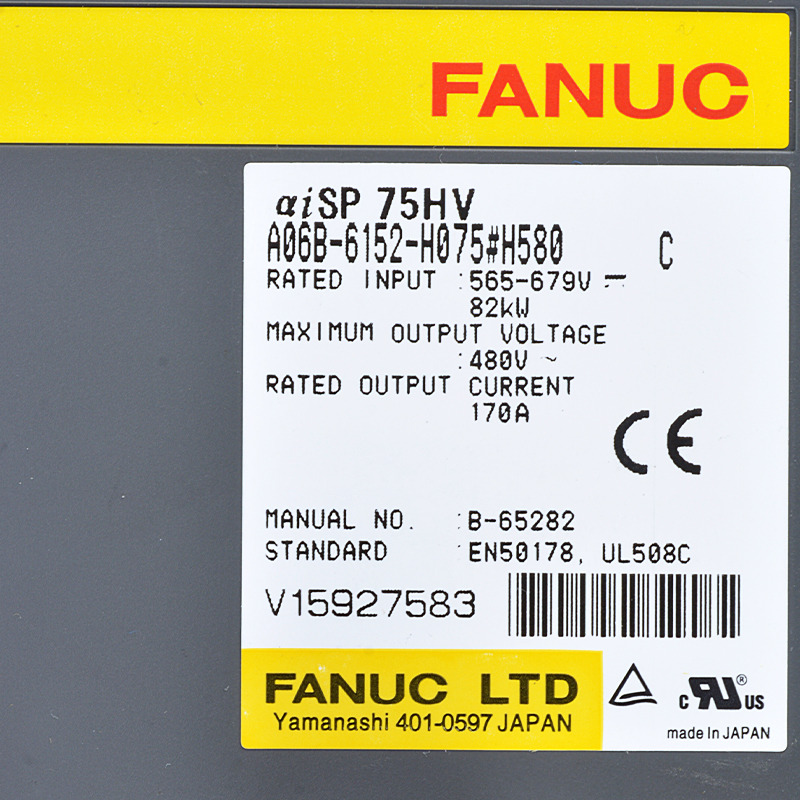 FANUC
αiSP 75HV
A06B-6152-H075#H580 C
RATED INPUT :565-679V ⎓
82kW
MAXIMUM OUTPUT VOLTAGE
:480V ~
RATED OUTPUT CURRENT
170A
CE
MANUAL NO. :B-65282
STANDARD :EN50178, UL508C
V15927583
FANUC LTD
Yamanashi 401-0597 JAPAN
c RU ® US
made In JAPAN